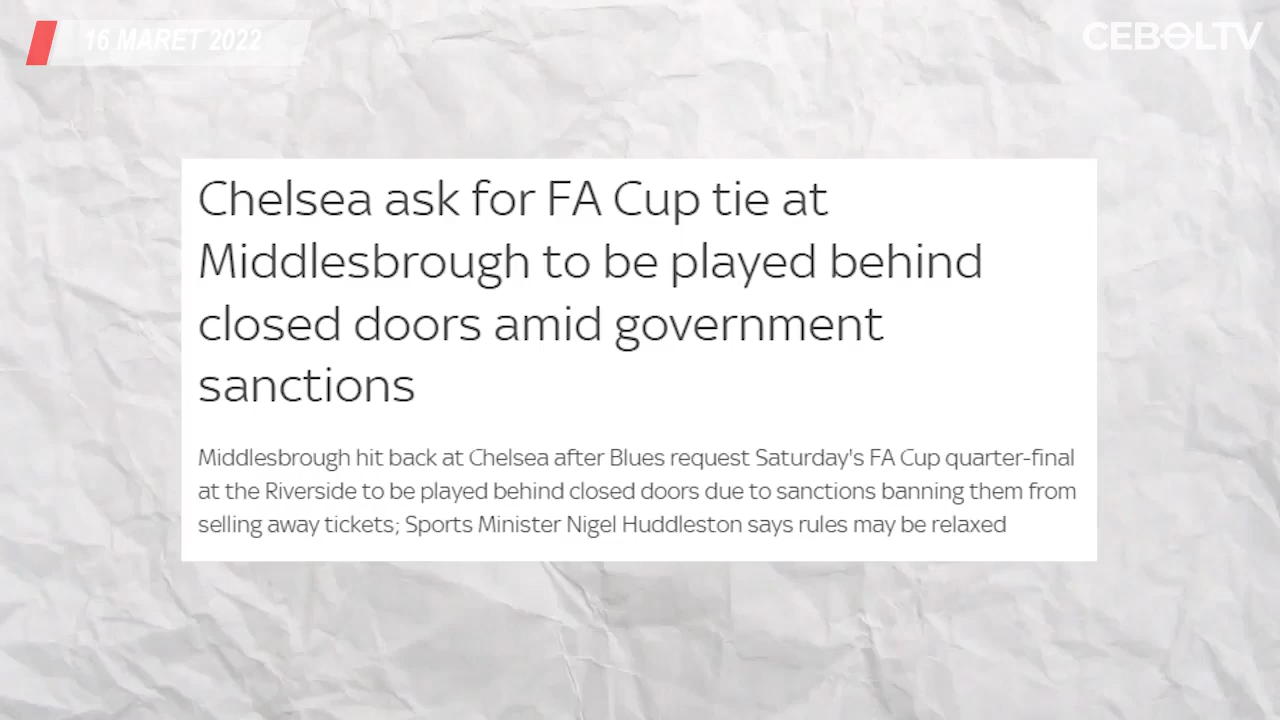 16 MARET 2022
CEBOLTV
Chelsea ask for FA Cup tie at
Middlesbrough to be played behind
closed doors amid government
sanctions
Middlesbrough hit back at Chelsea after Blues request Saturday's FA Cup quarter-final
at the Riverside to be played behind closed doors due to sanctions banning them from
selling away tickets; Sports Minister Nigel Huddleston says rules may be relaxed